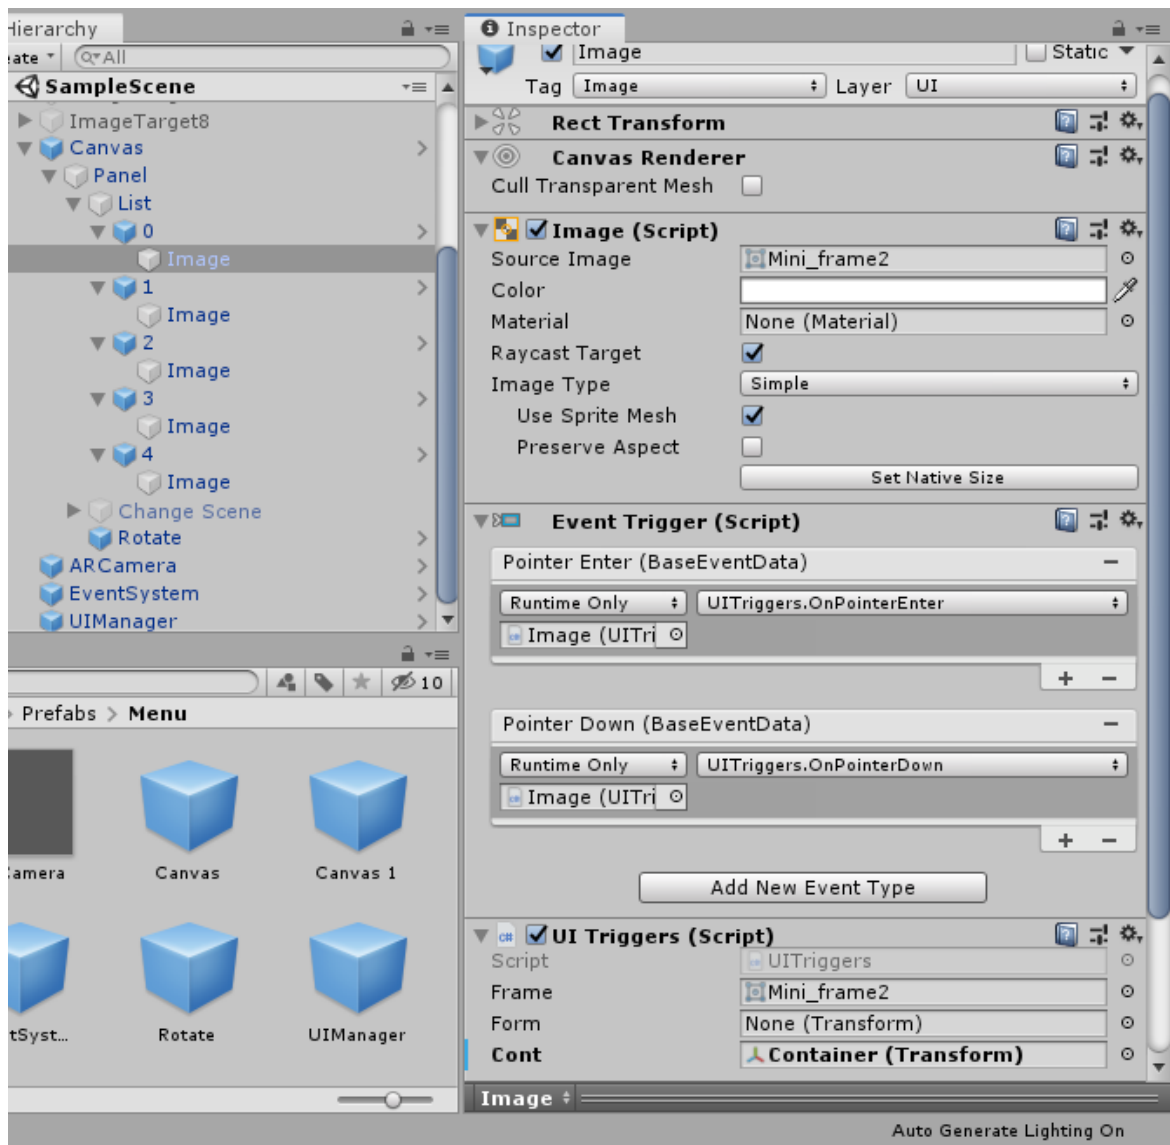 Hierarchy
eate
All
SampleScene
ImageTarget8
Canvas
Panel
List
0
Image
1
Image
2
Image
3
Image
4
Image
Change Scene
Rotate
ARCamera
EventSystem
UIManager
10
Prefabs > Menu
Camera
Canvas
Canvas 1
tSyst...
Rotate
UIManager
Inspector
Image
Static
Tag Image Layer UI
Rect Transform
Canvas Renderer
Cull Transparent Mesh
Image (Script)
Source Image Mini_frame2
Color
Material None (Material)
Raycast Target
Image Type Simple
Use Sprite Mesh
Preserve Aspect
Set Native Size
Event Trigger (Script)
Pointer Enter (BaseEventData)
Runtime Only UITriggers.OnPointerEnter
Image (UITri
Pointer Down (BaseEventData)
Runtime Only UITriggers.OnPointerDown
Image (UITri
Add New Event Type
UI Triggers (Script)
Script UITriggers
Frame Mini_frame2
Form None (Transform)
Cont Container (Transform)
Image
Auto Generate Lighting On